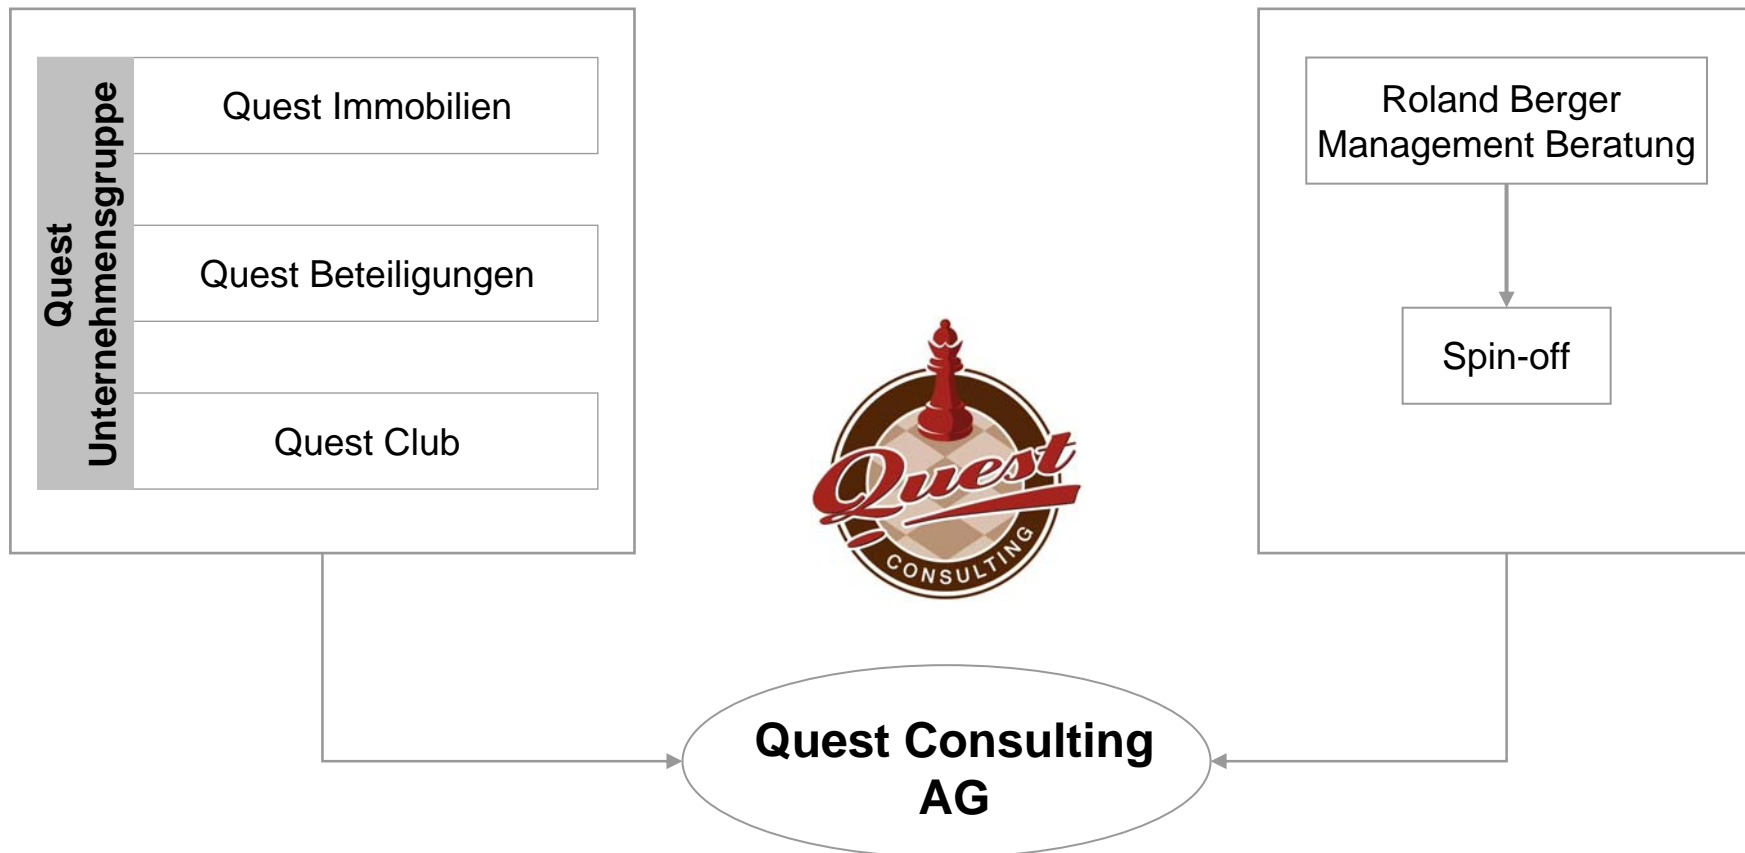 Quest
Unternehmensgruppe
Quest Immobilien
Quest Beteiligungen
Quest Club
Roland Berger
Management Beratung
Spin-off
Quest
CONSULTING
Quest Consulting
AG